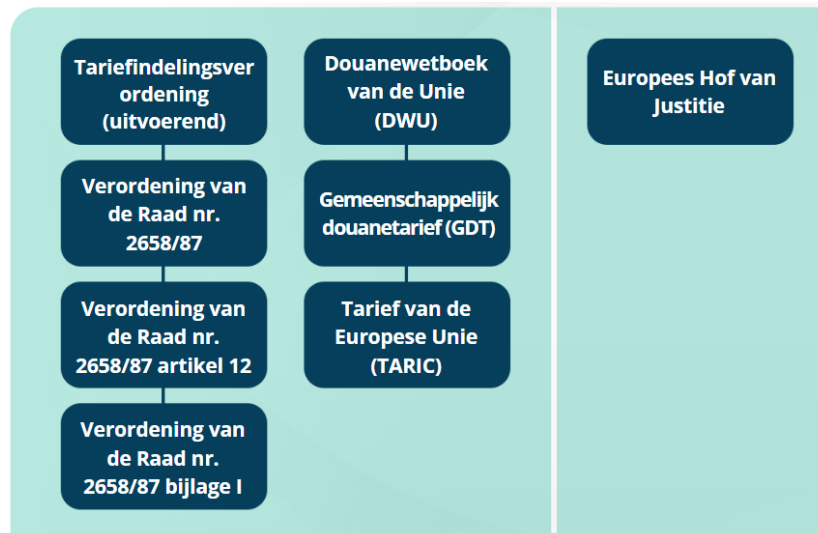 Tariefindelingsver
ordening
(uitvoerend)
Verordening van
de Raad nr.
2658/87
Verordening van
de Raad nr.
2658/87 artikel 12
Verordening van
de Raad nr.
2658/87 bijlage I
Douanewetboek
van de Unie
(DWU)
Gemeenschappelijk
douanetarief (GDT)
Tarief van de
Europese Unie
(TARIC)
Europees Hof van
Justitie